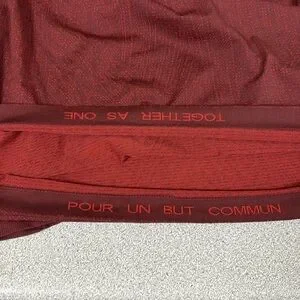 TOGETHER AS ONE
POUR UN BUT COMMUN